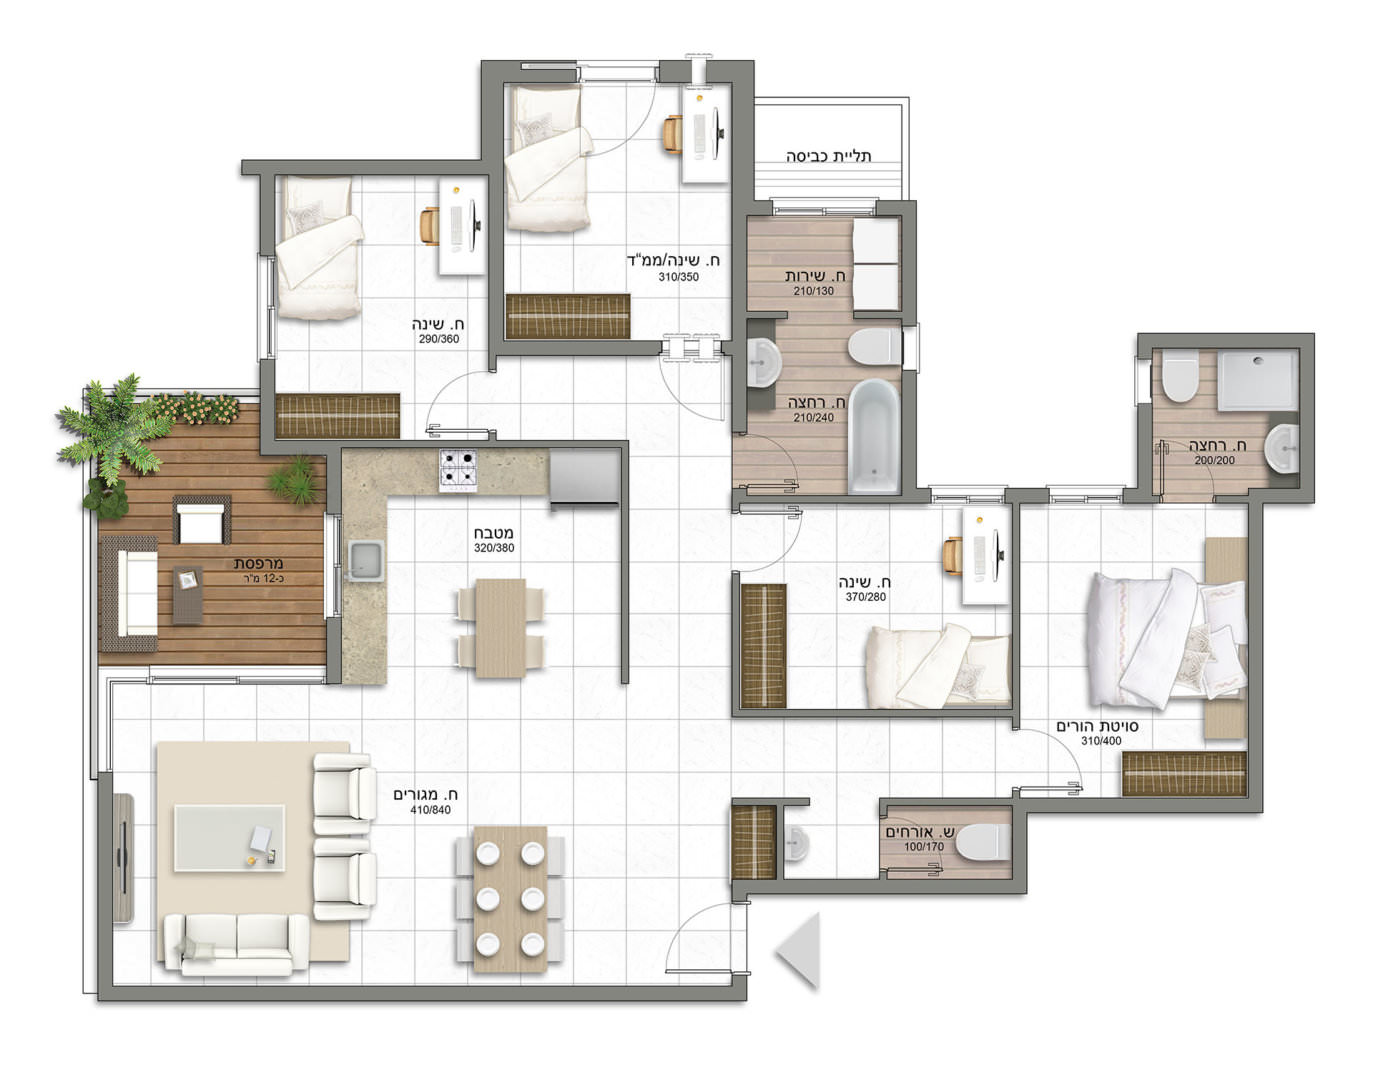 תליית כביסה
ח. שינה/ממ"ד
310/350
ח. שירות
210/130
ח. שינה
290/360
ח. רחצה
210/240
ח. רחצה
200/200
מטבח
320/380
מרפסת
כ-12 מ"ר
ח. שינה
370/280
סויטת הורים
310/400
ח. מגורים
410/840
ש. אורחים
100/170